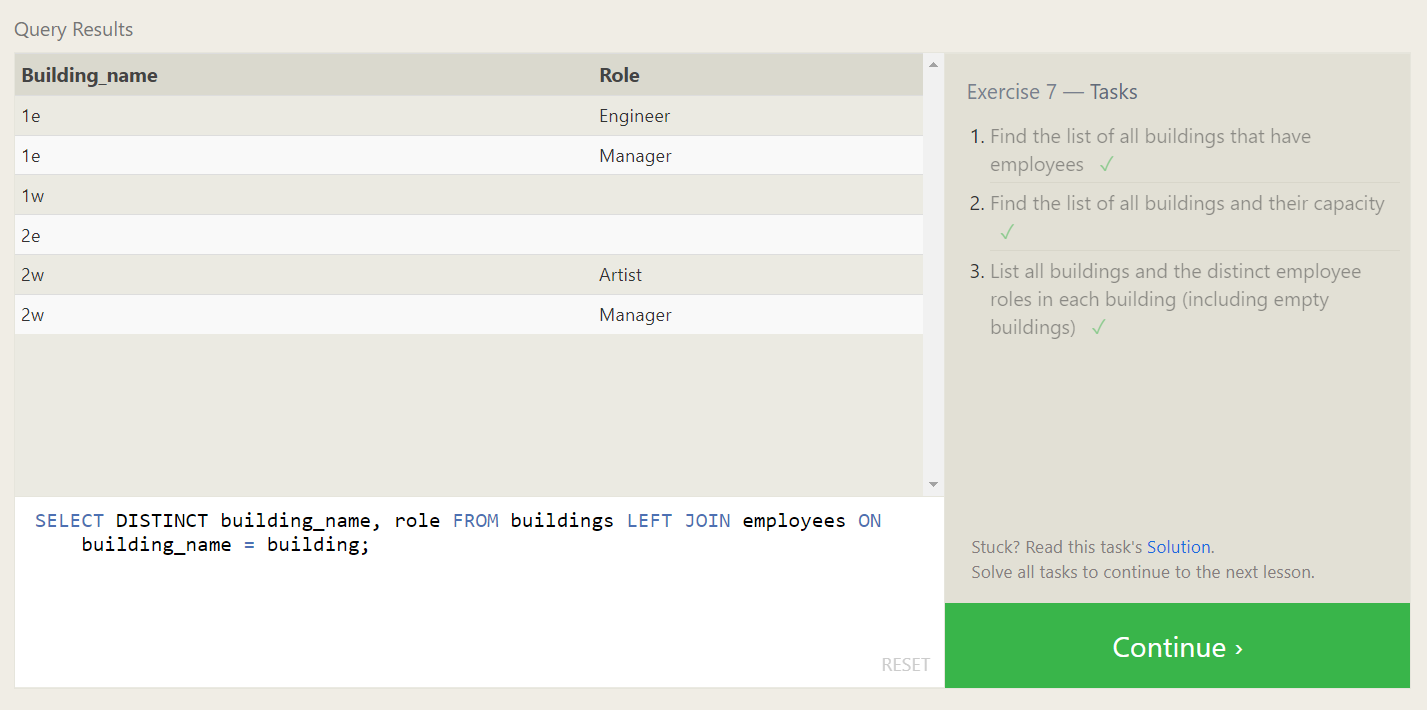 Query Results
Building_name Role
1e Engineer
1e Manager
1w
2e
2w Artist
2w Manager
SELECT DISTINCT building_name, role FROM buildings LEFT JOIN employees ON
building_name = building;
RESET
Exercise 7 — Tasks
1. Find the list of all buildings that have
employees ✓
2. Find the list of all buildings and their capacity
✓
3. List all buildings and the distinct employee
roles in each building (including empty
buildings) ✓
Stuck? Read this task's Solution.
Solve all tasks to continue to the next lesson.
Continue ›